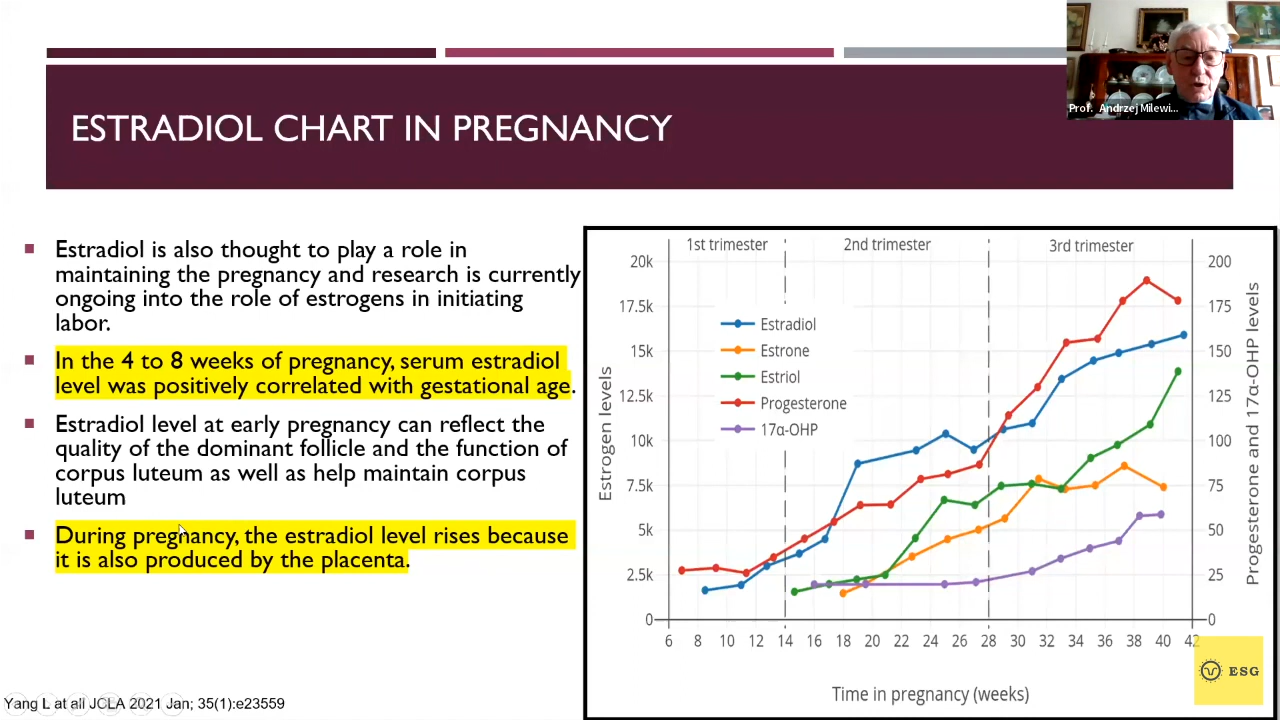 Prof. Andrzej Milewi...
ESTRADIOL CHART IN PREGNANCY
Estradiol is also thought to play a role in
maintaining the pregnancy and research is currently
ongoing into the role of estrogens in initiating
labor.
In the 4 to 8 weeks of pregnancy, serum estradiol
level was positively correlated with gestational age.
Estradiol level at early pregnancy can reflect the
quality of the dominant follicle and the function of
corpus luteum as well as help maintain corpus
luteum
During pregnancy, the estradiol level rises because
it is also produced by the placenta.
Yang L at all JCLA 2021 Jan; 35(1):e23559
1st trimester 2nd trimester 3rd trimester
20k 200
17.5k 175
15k 150
12.5k 125
10k 100
7.5k 75
5k 50
2.5k 25
0 0
Estrogen levels
Progesterone and 17α-OHP levels
Estradiol
Estrone
Estriol
Progesterone
17α-OHP
6 8 10 12 14 16 18 20 22 24 26 28 30 32 34 36 38 40 42
Time in pregnancy (weeks)
ESG